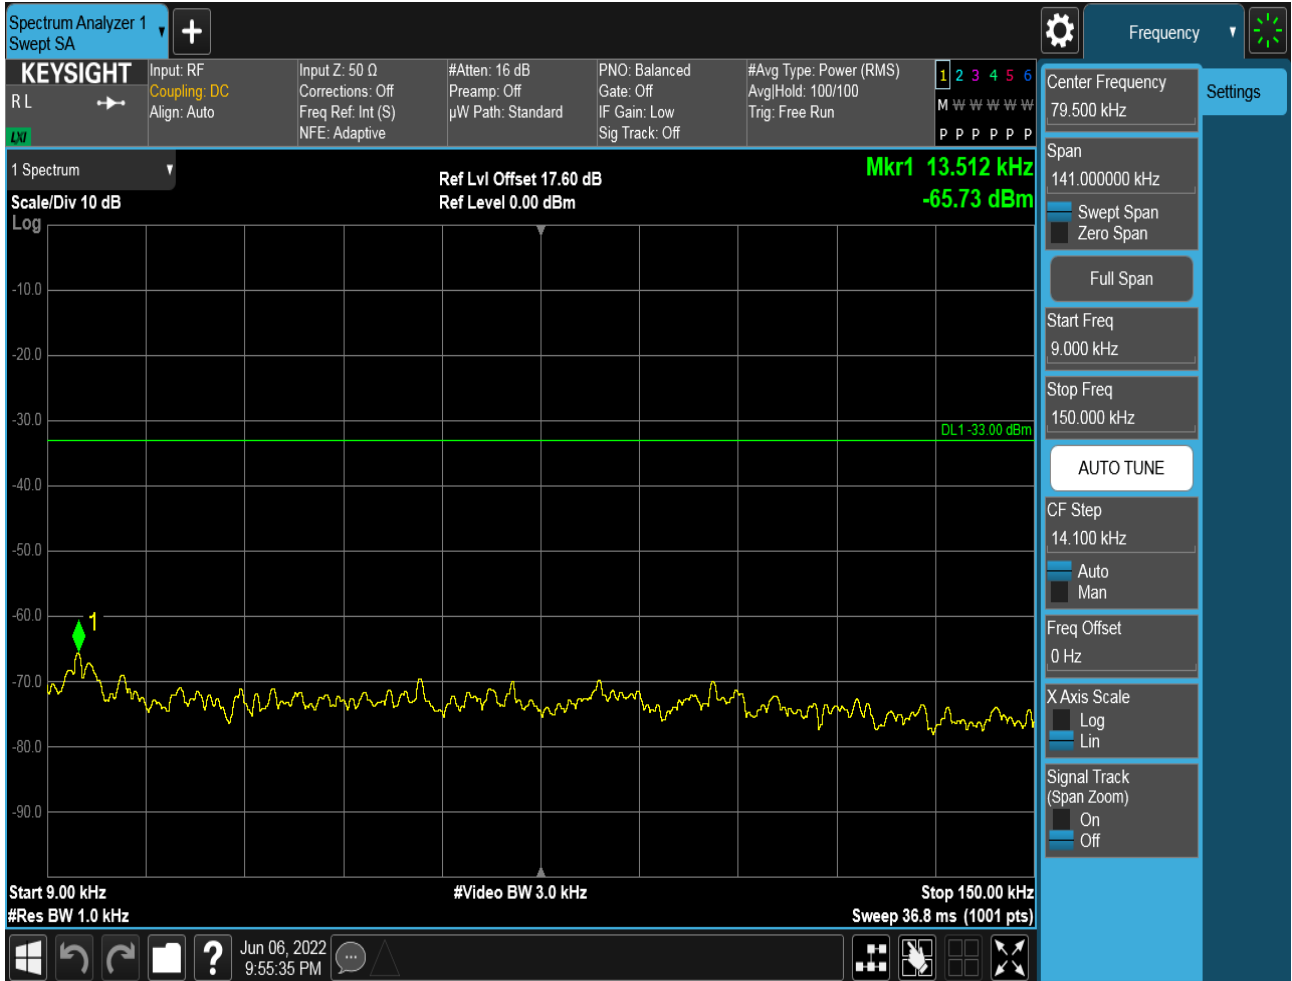 Spectrum Analyzer 1
Swept SA
+
Frequency
KEYSIGHT
R L
LXI
Input: RF
Coupling: DC
Align: Auto
Input Z: 50 Ω
Corrections: Off
Freq Ref: Int (S)
NFE: Adaptive
#Atten: 16 dB
Preamp: Off
µW Path: Standard
PNO: Balanced
Gate: Off
IF Gain: Low
Sig Track: Off
#Avg Type: Power (RMS)
Avg|Hold: 100/100
Trig: Free Run
1 2 3 4 5 6
M W W W W W
P P P P P P
1 Spectrum
Scale/Div 10 dB
Log
Ref Lvl Offset 17.60 dB
Ref Level 0.00 dBm
Mkr1 13.512 kHz
-65.73 dBm
-10.0
-20.0
-30.0
DL1 -33.00 dBm
-40.0
-50.0
-60.0
1
-70.0
-80.0
-90.0
Start 9.00 kHz
#Res BW 1.0 kHz
#Video BW 3.0 kHz
Stop 150.00 kHz
Sweep 36.8 ms (1001 pts)
Center Frequency
79.500 kHz
Settings
Span
141.000000 kHz
Swept Span
Zero Span
Full Span
Start Freq
9.000 kHz
Stop Freq
150.000 kHz
AUTO TUNE
CF Step
14.100 kHz
Auto
Man
Freq Offset
0 Hz
X Axis Scale
Log
Lin
Signal Track
(Span Zoom)
On
Off
?
Jun 06, 2022
9:55:35 PM